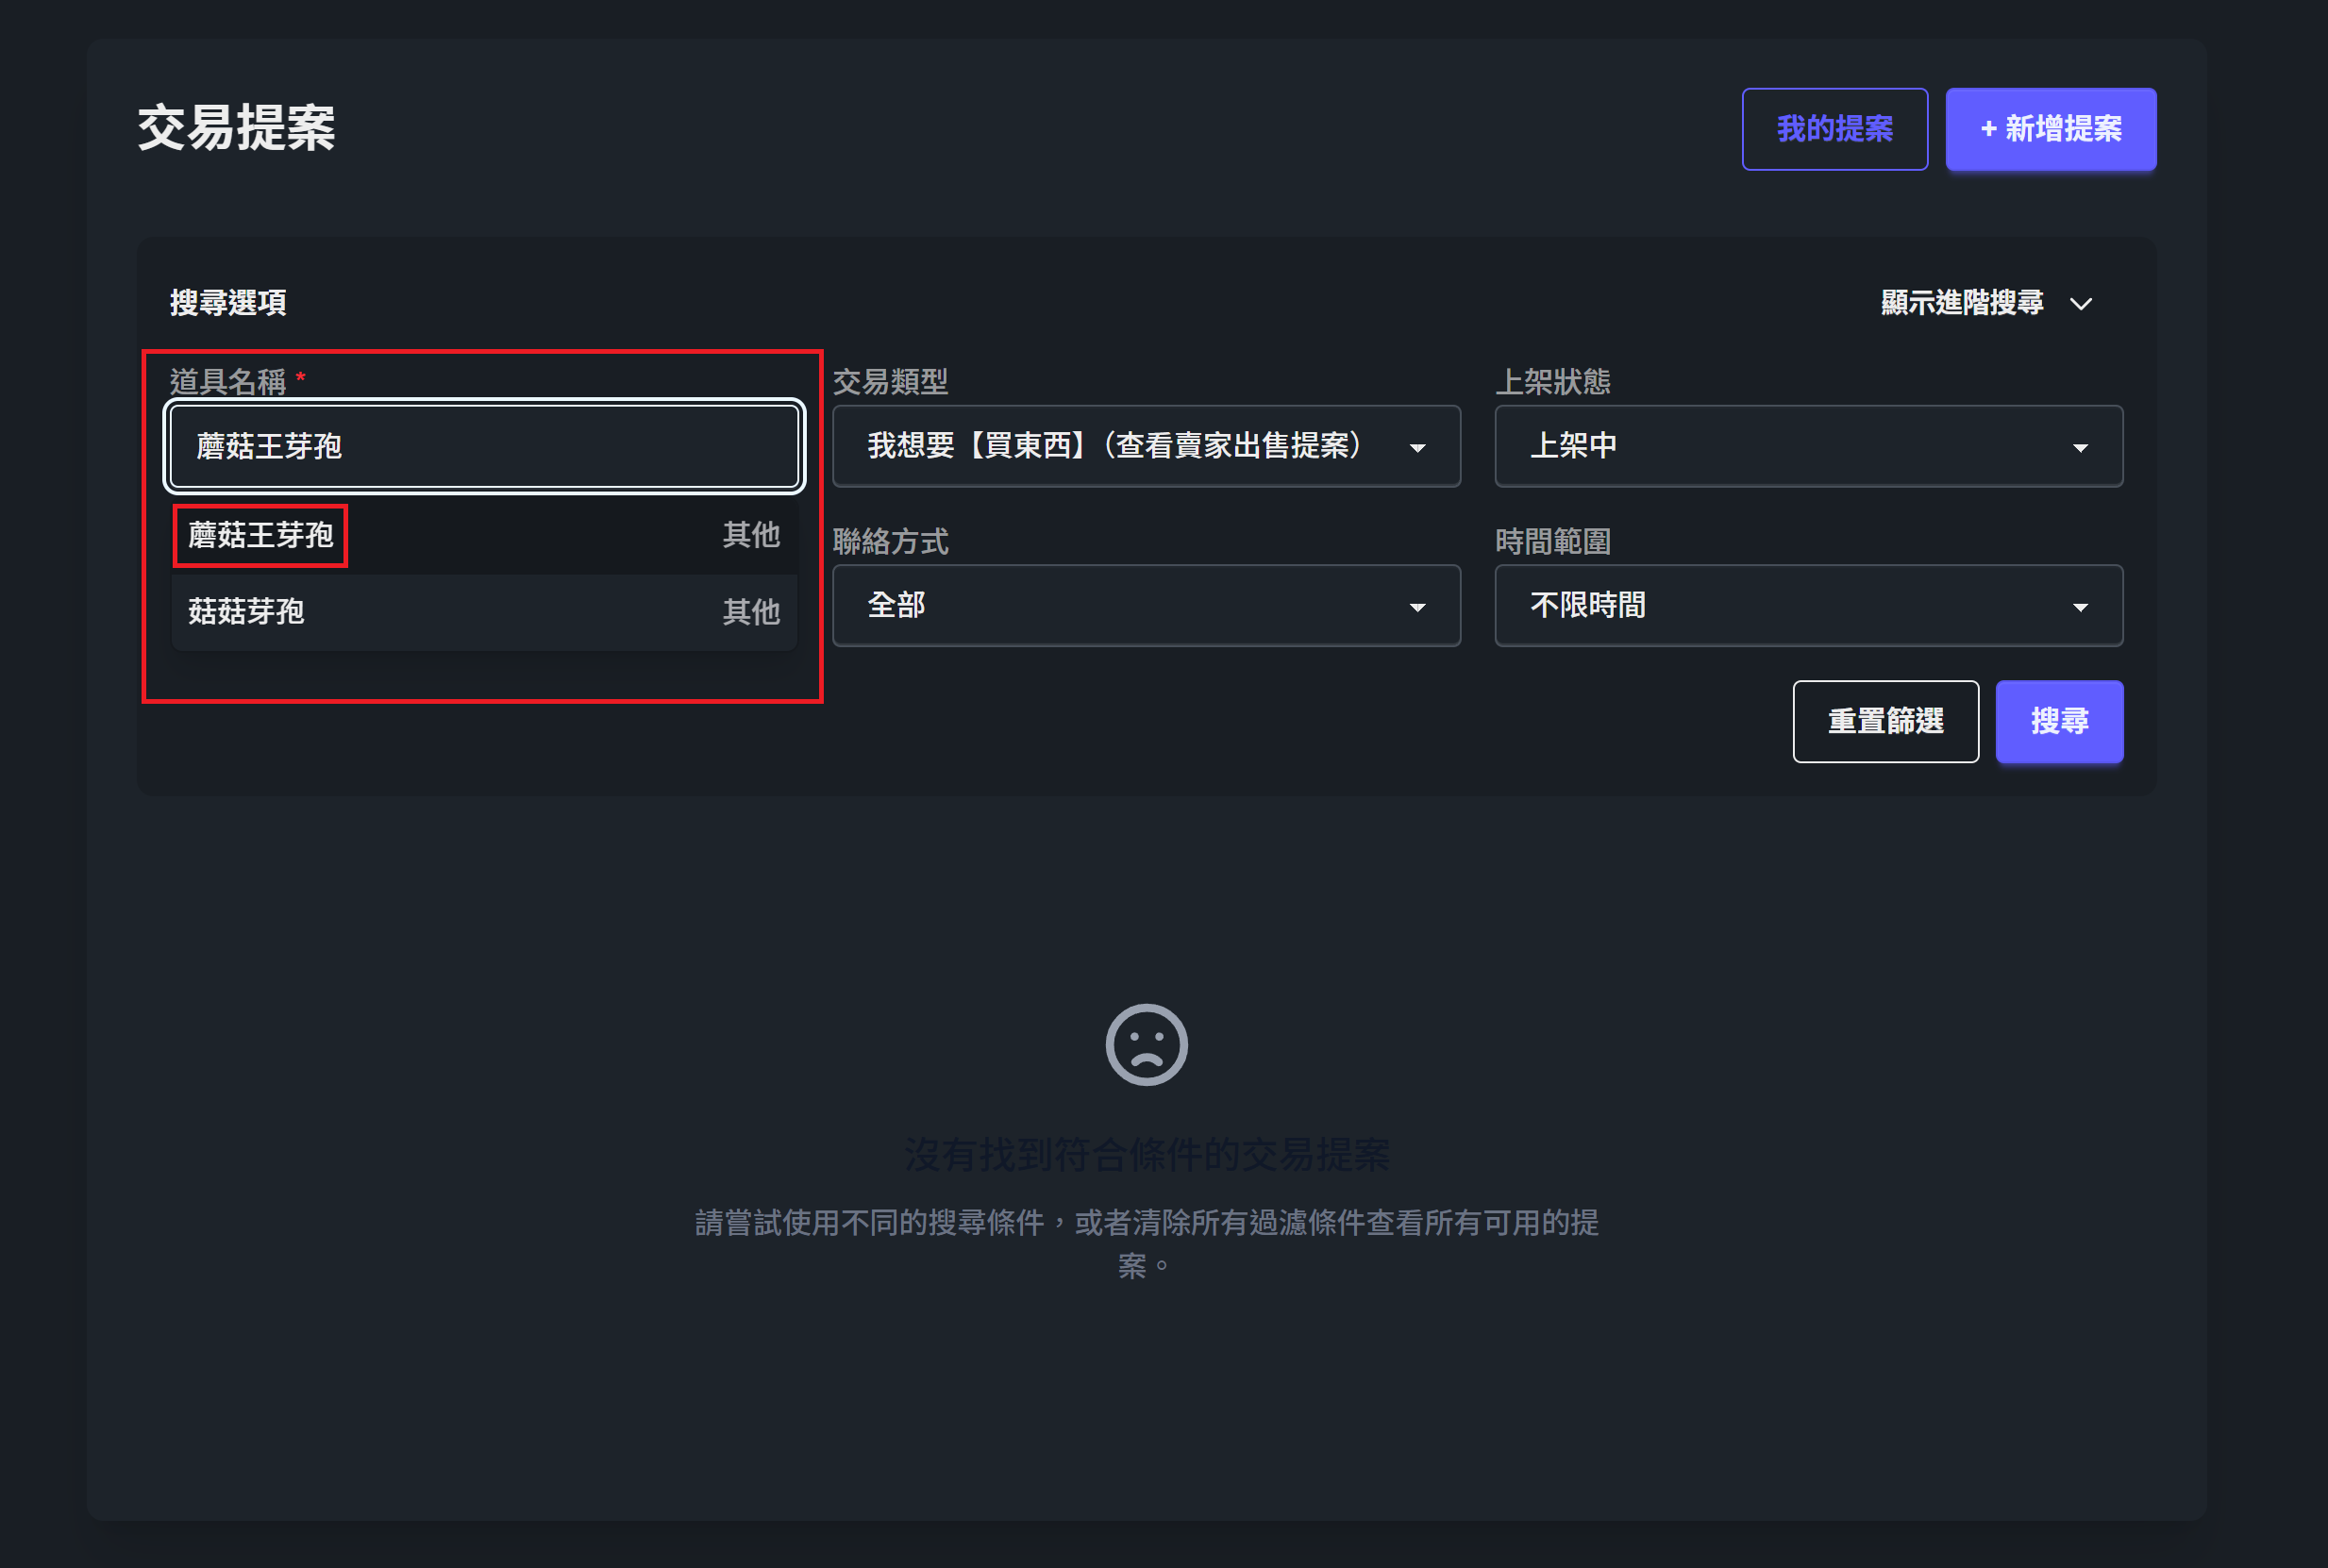 交易提案
我的提案
+ 新增提案
搜尋選項
顯示進階搜尋
道具名稱 *
交易類型
上架狀態
蘑菇王芽孢
我想要【買東西】（查看賣家出售提案）
上架中
蘑菇王芽孢 其他
聯絡方式
時間範圍
菇菇芽孢 其他
全部
不限時間
重置篩選
搜尋
沒有找到符合條件的交易提案
請嘗試使用不同的搜尋條件，或者清除所有過濾條件查看所有可用的提
案。